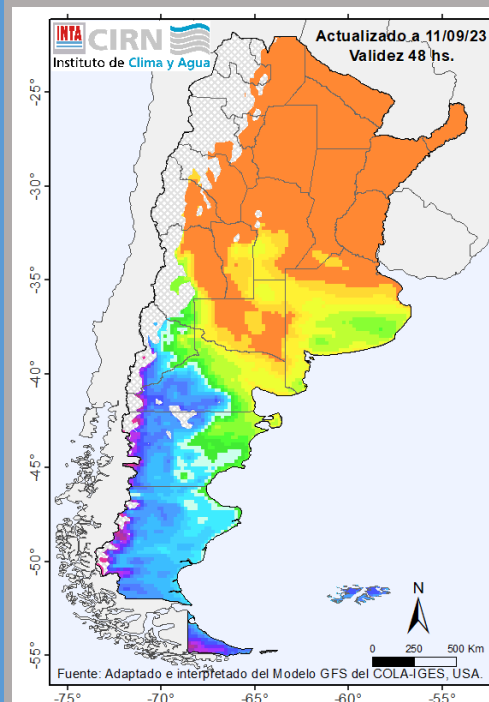 INTA CIRN
Instituto de Clima y Agua
Actualizado a 11/09/23
Validez 48 hs.
-25°
-30°
-35°
-40°
-45°
-50°
-55°
N
0 250 500 Km
Fuente: Adaptado e interpretado del Modelo GFS del COLA-IGES, USA.
-75° -70° -65° -60° -55°